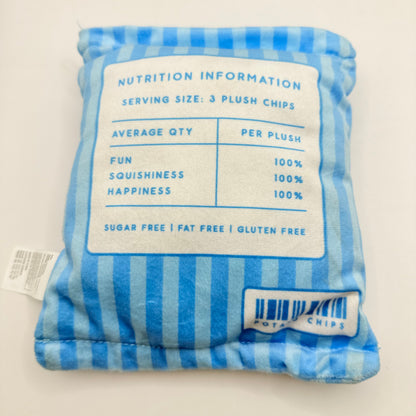 NUTRITION INFORMATION
SERVING SIZE: 3 PLUSH CHIPS
AVERAGE QTY PER PLUSH
FUN 100%
SQUISHINESS 100%
HAPPINESS 100%
SUGAR FREE | FAT FREE | GLUTEN FREE
CHIPS